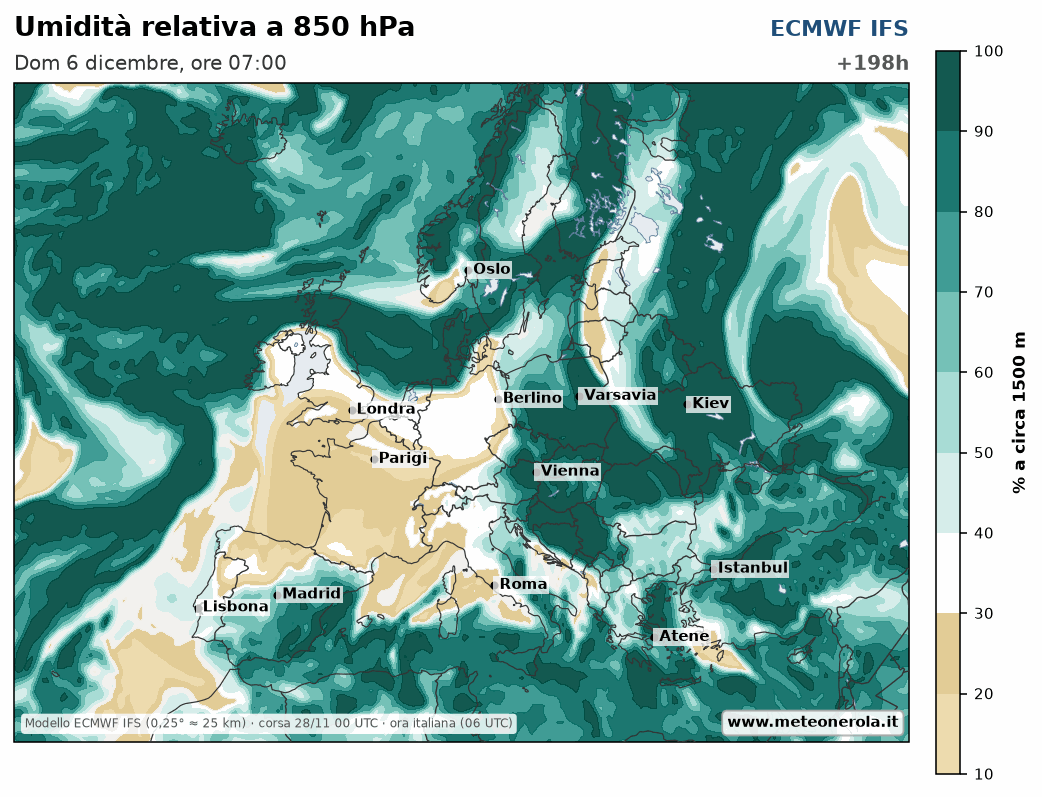 Umidità relativa a 850 hPa
ECMWF IFS
Dom 6 dicembre, ore 07:00
+198h
100
90
80
70
60
50
40
30
20
10
% a circa 1500 m
Oslo
Berlino
Varsavia
Kiev
Londra
Parigi
Vienna
Istanbul
Roma
Madrid
Lisbona
Atene
Modello ECMWF IFS (0,25° ≈ 25 km) · corsa 28/11 00 UTC · ora italiana (06 UTC)
www.meteonerola.it